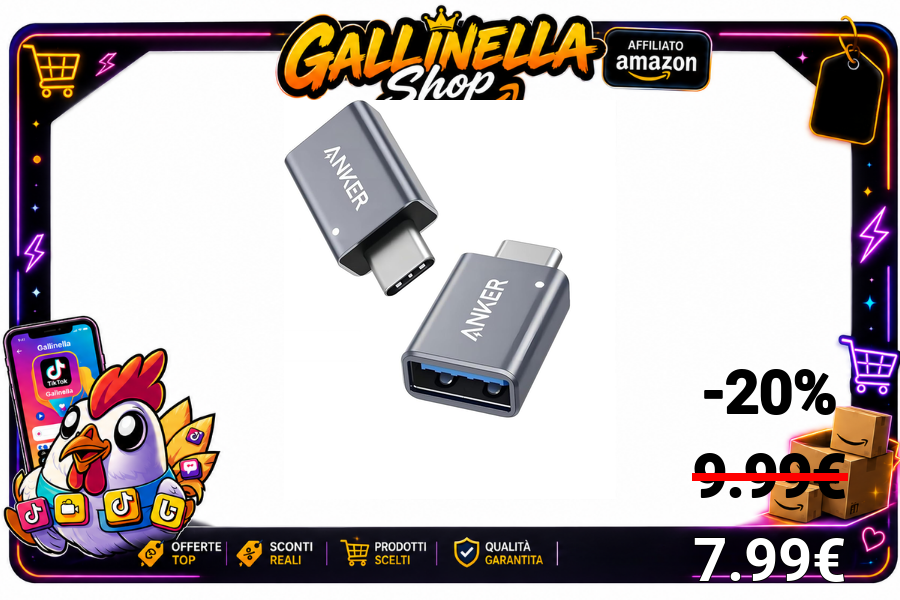 GALLINELLA
Shop
AFFILIATO
amazon
ANKER
ANKER
Gallinella
TikTok
Gallinella
-20%
9.99€
7.99€
OFFERTE
TOP
SCONTI
REALI
PRODOTTI
SCELTI
QUALITÀ
GARANTITA